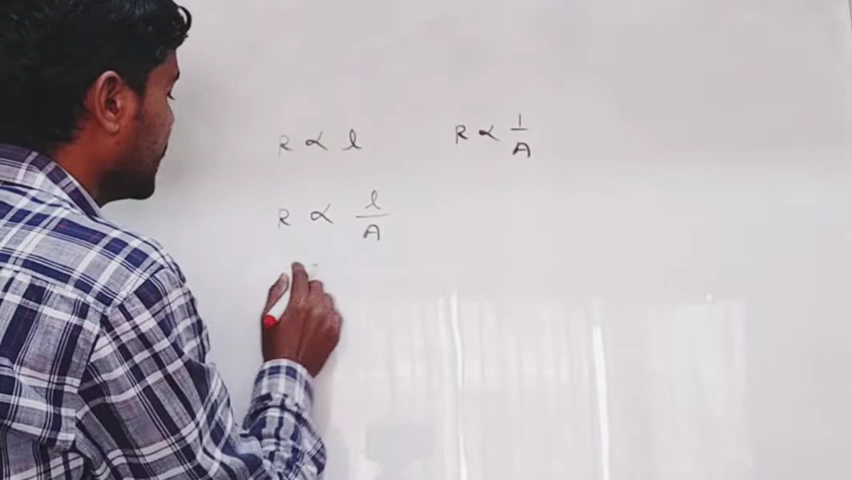 R ∝ l R ∝ 1/A
R ∝ l/A